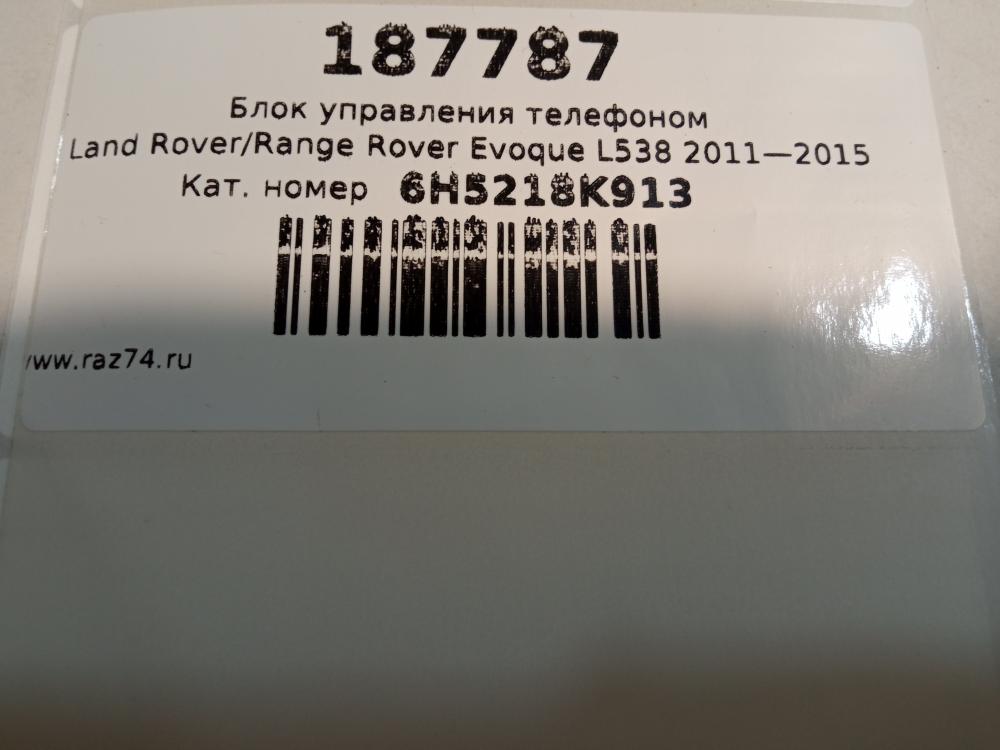 187787
Блок управления телефоном
Land Rover/Range Rover Evoque L538 2011—2015
Кат. номер 6H5218K913
www.raz74.ru